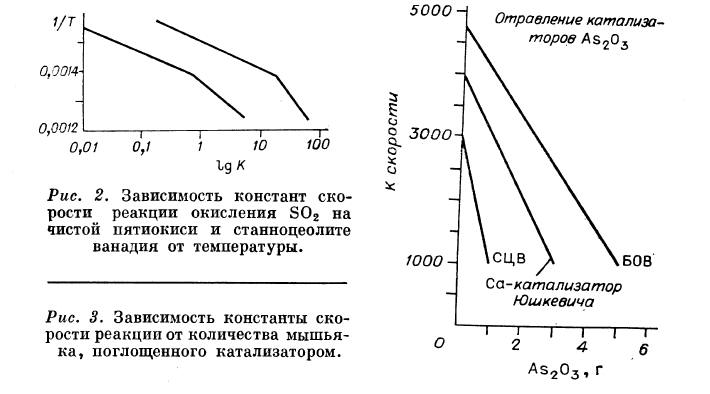 1/T
0,0014
0,0012
0,01
0,1
1
10
100
lg K
Рис. 2. Зависимость констант ско-
рости реакции окисления SO₂ на
чистой пятиокиси и станноцеолите
ванадия от температуры.
Рис. 3. Зависимость константы ско-
рости реакции от количества мышья-
ка, поглощенного катализатором.
5000
Отравление катализа-
торов As₂O₃
К скорости
3000
1000
СЦВ
БОВ
Ca-катализатор
Юшкевича
0
2
4
6
As₂O₃, г